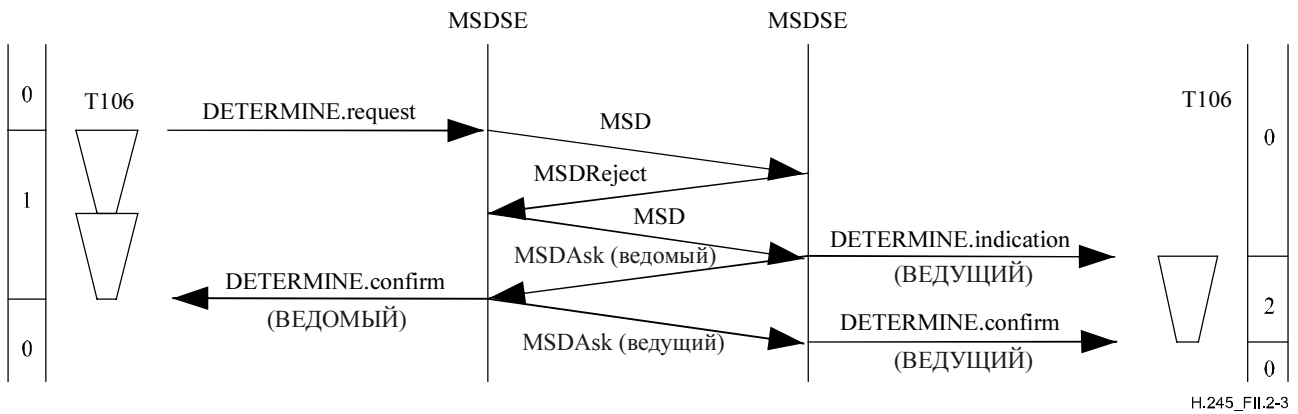 MSDSE MSDSE
0 T106 T106
DETERMINE.request MSD 0
MSDReject
1 MSD
MSDAsk (ведомый) DETERMINE.indication
(ВЕДУЩИЙ)
DETERMINE.confirm
(ВЕДОМЫЙ) 2
MSDAsk (ведущий) DETERMINE.confirm
0 (ВЕДУЩИЙ) 0
H.245_FII.2-3